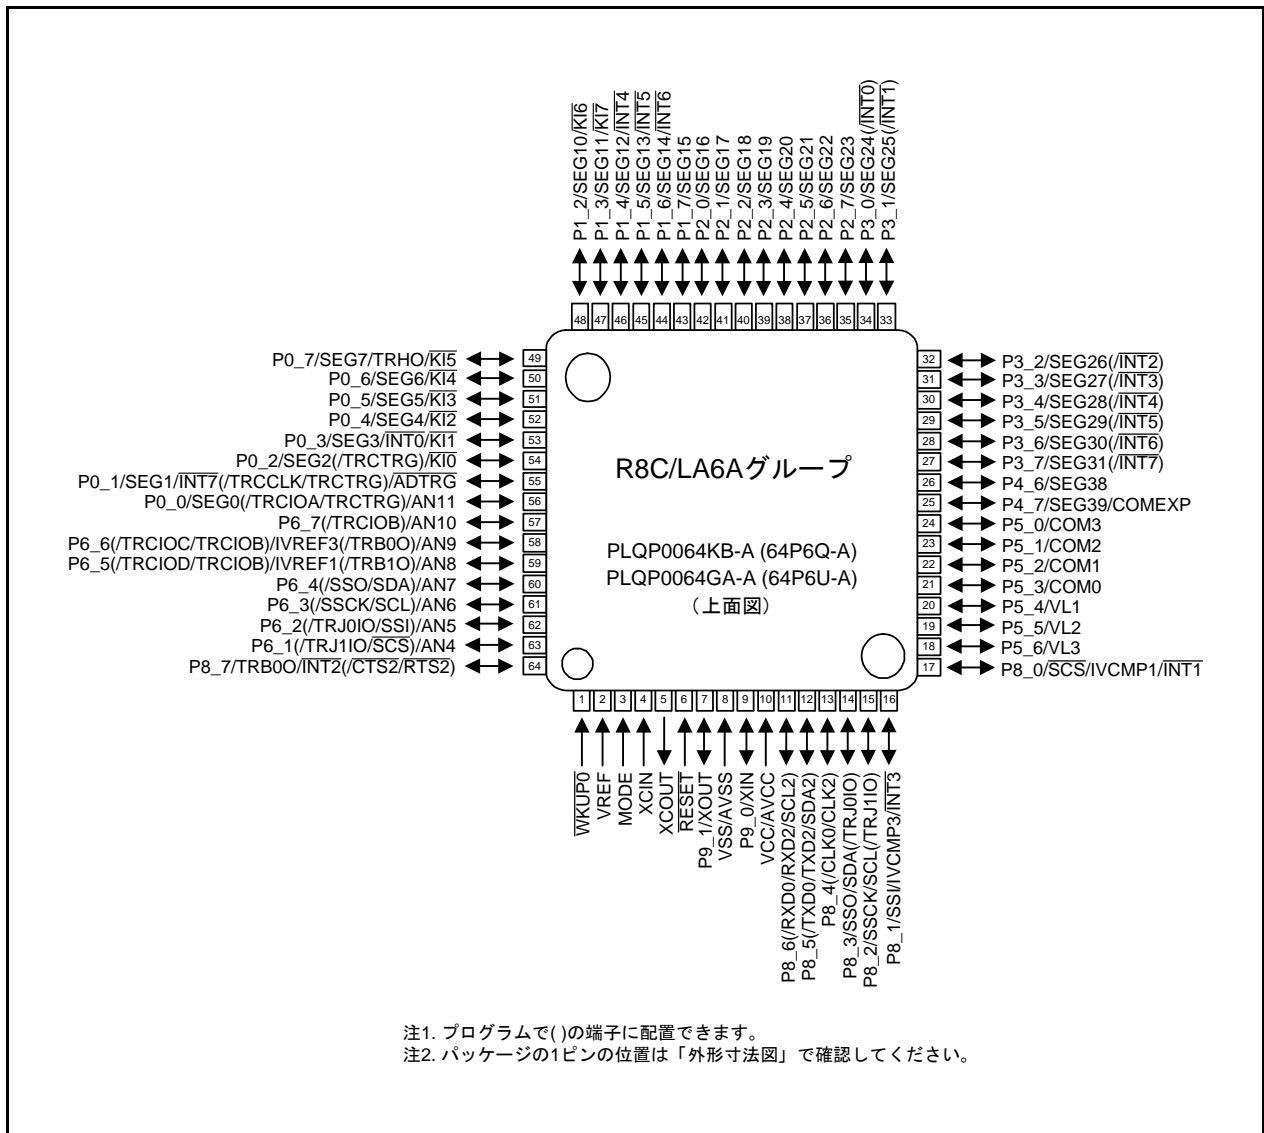 P1_2/SEG10/KI6
P1_3/SEG11/KI7
P1_4/SEG12/INT4
P1_5/SEG13/INT5
P1_6/SEG14/INT6
P1_7/SEG15
P2_0/SEG16
P2_1/SEG17
P2_2/SEG18
P2_3/SEG19
P2_4/SEG20
P2_5/SEG21
P2_6/SEG22
P2_7/SEG23
P3_0/SEG24(/INT0)
P3_1/SEG25(/INT1)
48 47 46 45 44 43 42 41 40 39 38 37 36 35 34 33
P0_7/SEG7/TRHO/KI5 49
P0_6/SEG6/KI4 50
P0_5/SEG5/KI3 51
P0_4/SEG4/KI2 52
P0_3/SEG3/INT0/KI1 53
P0_2/SEG2(/TRCTRG)/KI0 54
P0_1/SEG1/INT7(/TRCCLK/TRCTRG)/ADTRG 55
P0_0/SEG0(/TRCIOA/TRCTRG)/AN11 56
P6_7(/TRCIOB)/AN10 57
P6_6(/TRCIOC/TRCIOB)/IVREF3(/TRB0O)/AN9 58
P6_5(/TRCIOD/TRCIOB)/IVREF1(/TRB1O)/AN8 59
P6_4(/SSO/SDA)/AN7 60
P6_3(/SSCK/SCL)/AN6 61
P6_2(/TRJ0IO/SSI)/AN5 62
P6_1(/TRJ1IO/SCS)/AN4 63
P8_7/TRB0O/INT2(/CTS2/RTS2) 64
R8C/LA6Aグループ
PLQP0064KB-A (64P6Q-A)
PLQP0064GA-A (64P6U-A)
(上面図)
32 P3_2/SEG26(/INT2)
31 P3_3/SEG27(/INT3)
30 P3_4/SEG28(/INT4)
29 P3_5/SEG29(/INT5)
28 P3_6/SEG30(/INT6)
27 P3_7/SEG31(/INT7)
26 P4_6/SEG38
25 P4_7/SEG39/COMEXP
24 P5_0/COM3
23 P5_1/COM2
22 P5_2/COM1
21 P5_3/COM0
20 P5_4/VL1
19 P5_5/VL2
18 P5_6/VL3
17 P8_0/SCS/IVCMP1/INT1
1 2 3 4 5 6 7 8 9 10 11 12 13 14 15 16
WKUP0
VREF
MODE
XCIN
XCOUT
RESET
P9_1/XOUT
VSS/AVSS
P9_0/XIN
VCC/AVCC
P8_6(/RXD0/RXD2/SCL2)
P8_5(/TXD0/TXD2/SDA2)
P8_4(/CLK0/CLK2)
P8_3/SSO/SDA(/TRJ0IO)
P8_2/SSCK/SCL(/TRJ1IO)
P8_1/SSI/IVCMP3/INT3
注1. プログラムで( )の端子に配置できます。
注2. パッケージの1ピンの位置は「外形寸法図」で確認してください。